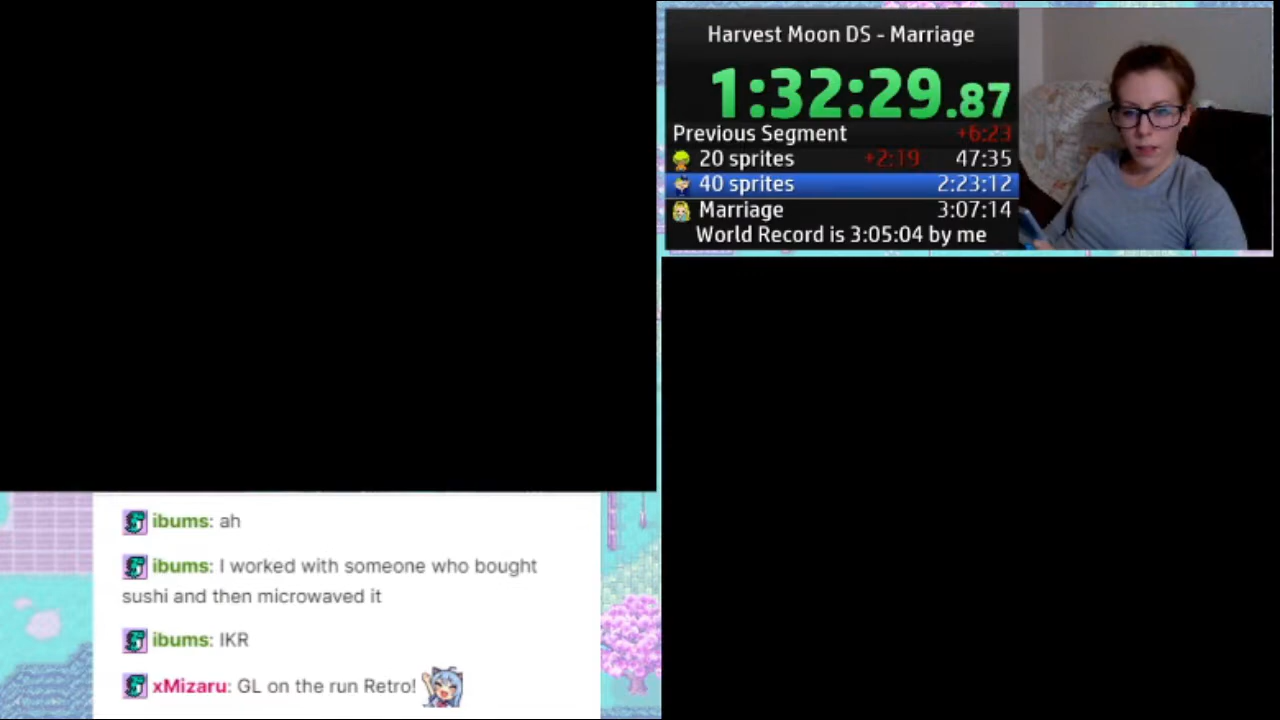 Harvest Moon DS - Marriage
1:32:29.87
Previous Segment +6:23
20 sprites +2:19 47:35
40 sprites 2:23:12
Marriage 3:07:14
World Record is 3:05:04 by me
ibums: ah
ibums: I worked with someone who bought
sushi and then microwaved it
ibums: IKR
xMizaru: GL on the run Retro!